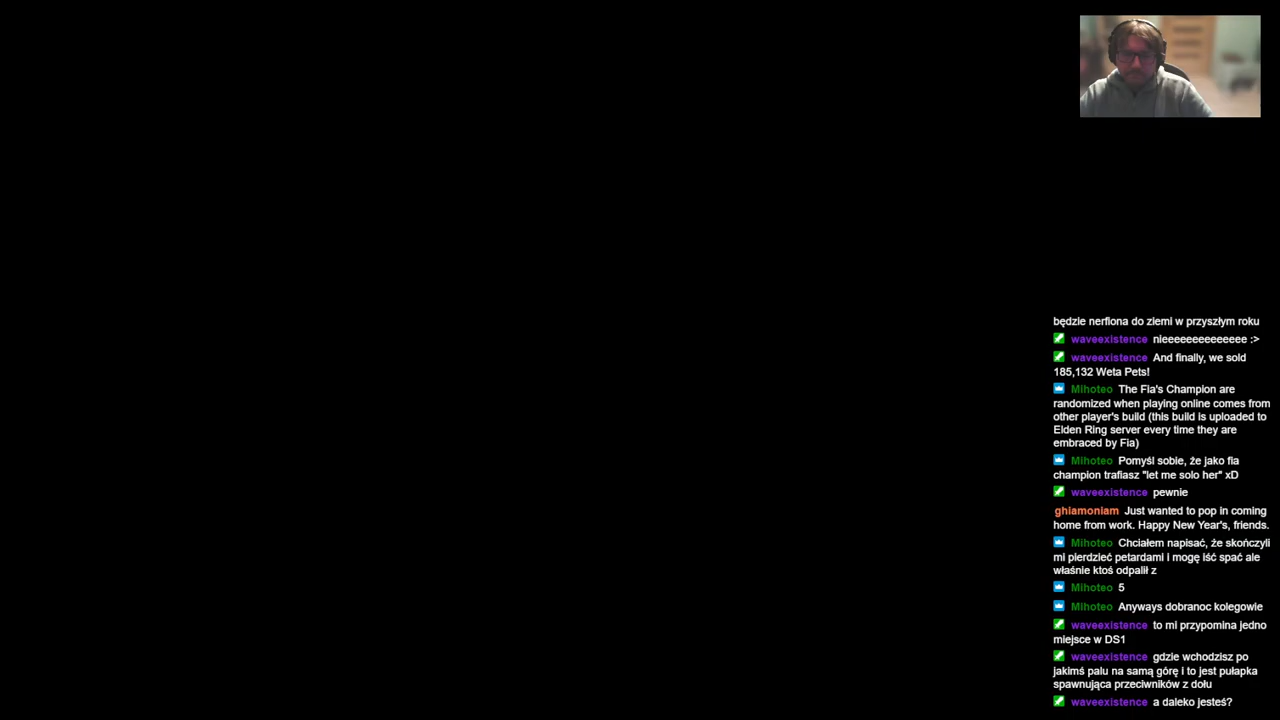 będzie nerfiona do ziemi w przyszłym roku
waveexistence nieeeeeeeeeeeeee :>
waveexistence And finally, we sold
185,132 Weta Pets!
Mihoteo The Fia's Champion are
randomized when playing online comes from
other player's build (this build is uploaded to
Elden Ring server every time they are
embraced by Fia)
Mihoteo Pomyśl sobie, że jako fia
champion trafiasz "let me solo her" xD
waveexistence pewnie
ghiamoniam Just wanted to pop in coming
home from work. Happy New Year's, friends.
Mihoteo Chciałem napisać, że skończyli
mi pierdzieć petardami i mogę iść spać ale
właśnie ktoś odpalił z
Mihoteo 5
Mihoteo Anyways dobranoc kolegowie
waveexistence to mi przypomina jedno
miejsce w DS1
waveexistence gdzie wchodzisz po
jakimś palu na samą górę i to jest pułapka
spawnująca przeciwników z dołu
waveexistence a daleko jesteś?